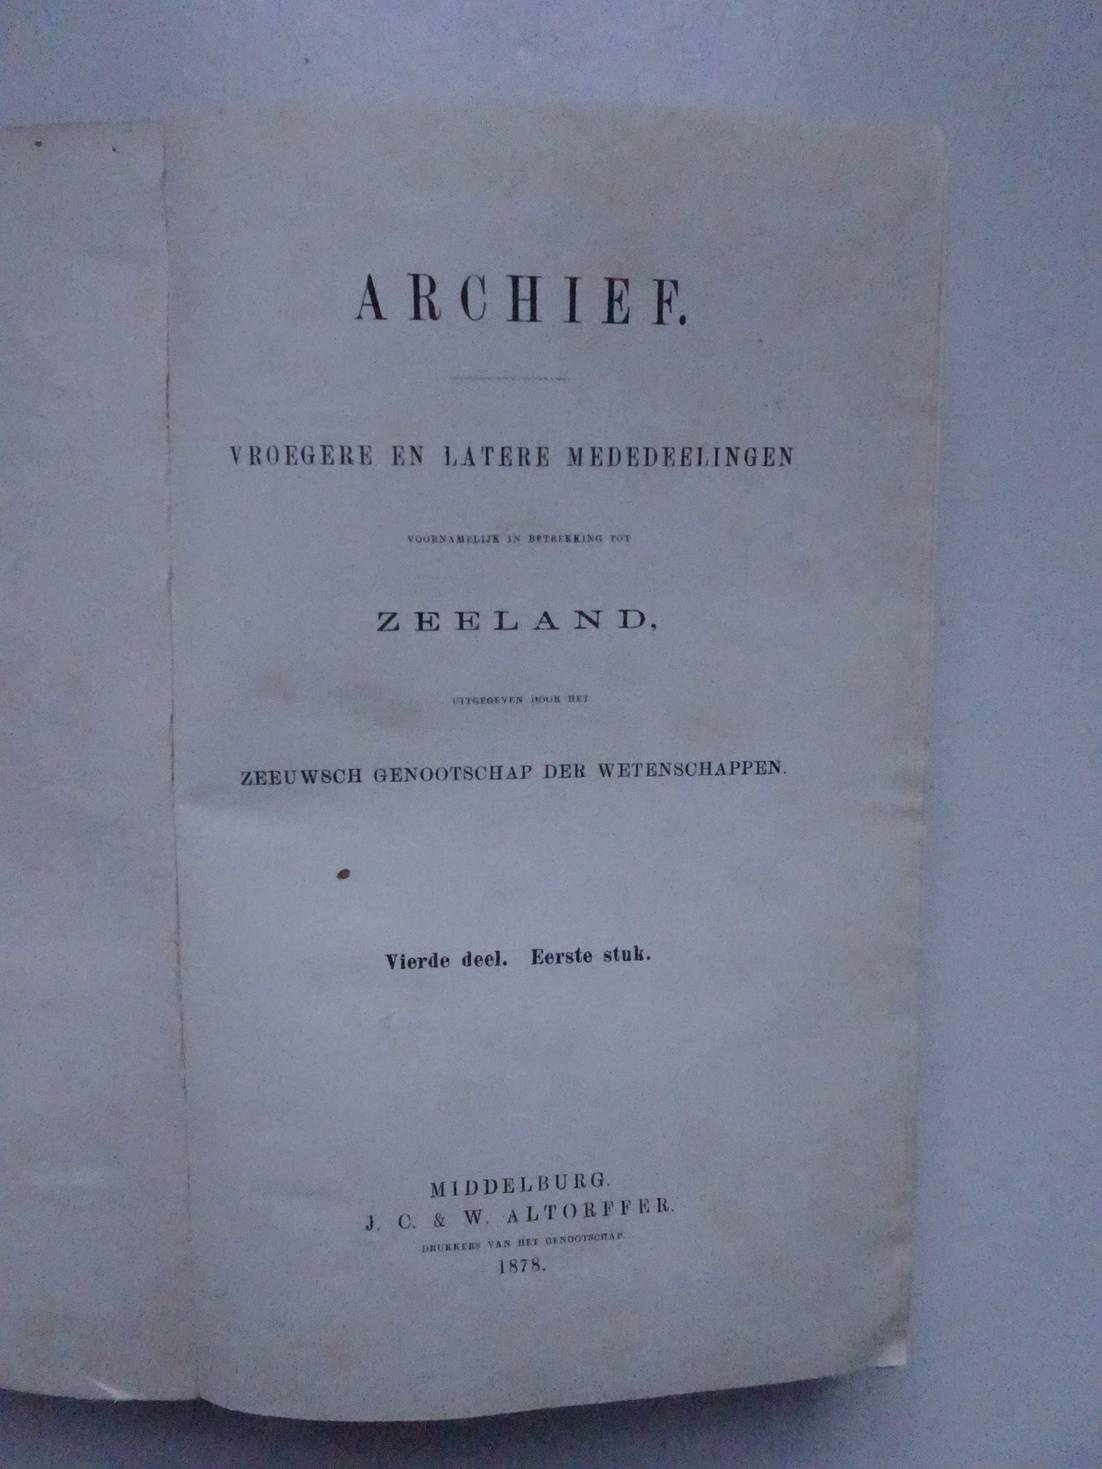 ARCHIEF.
VROEGERE EN LATERE MEDEDEELINGEN
VOORNAMELIJK IN BETREKKING TOT
ZEELAND,
UITGEGEVEN DOOR HET
ZEEUWSCH GENOOTSCHAP DER WETENSCHAPPEN.
Vierde deel. Eerste stuk.
MIDDELBURG.
J. C. & W. ALTORFFER.
DRUKKERS VAN HET GENOOTSCHAP.
1878.